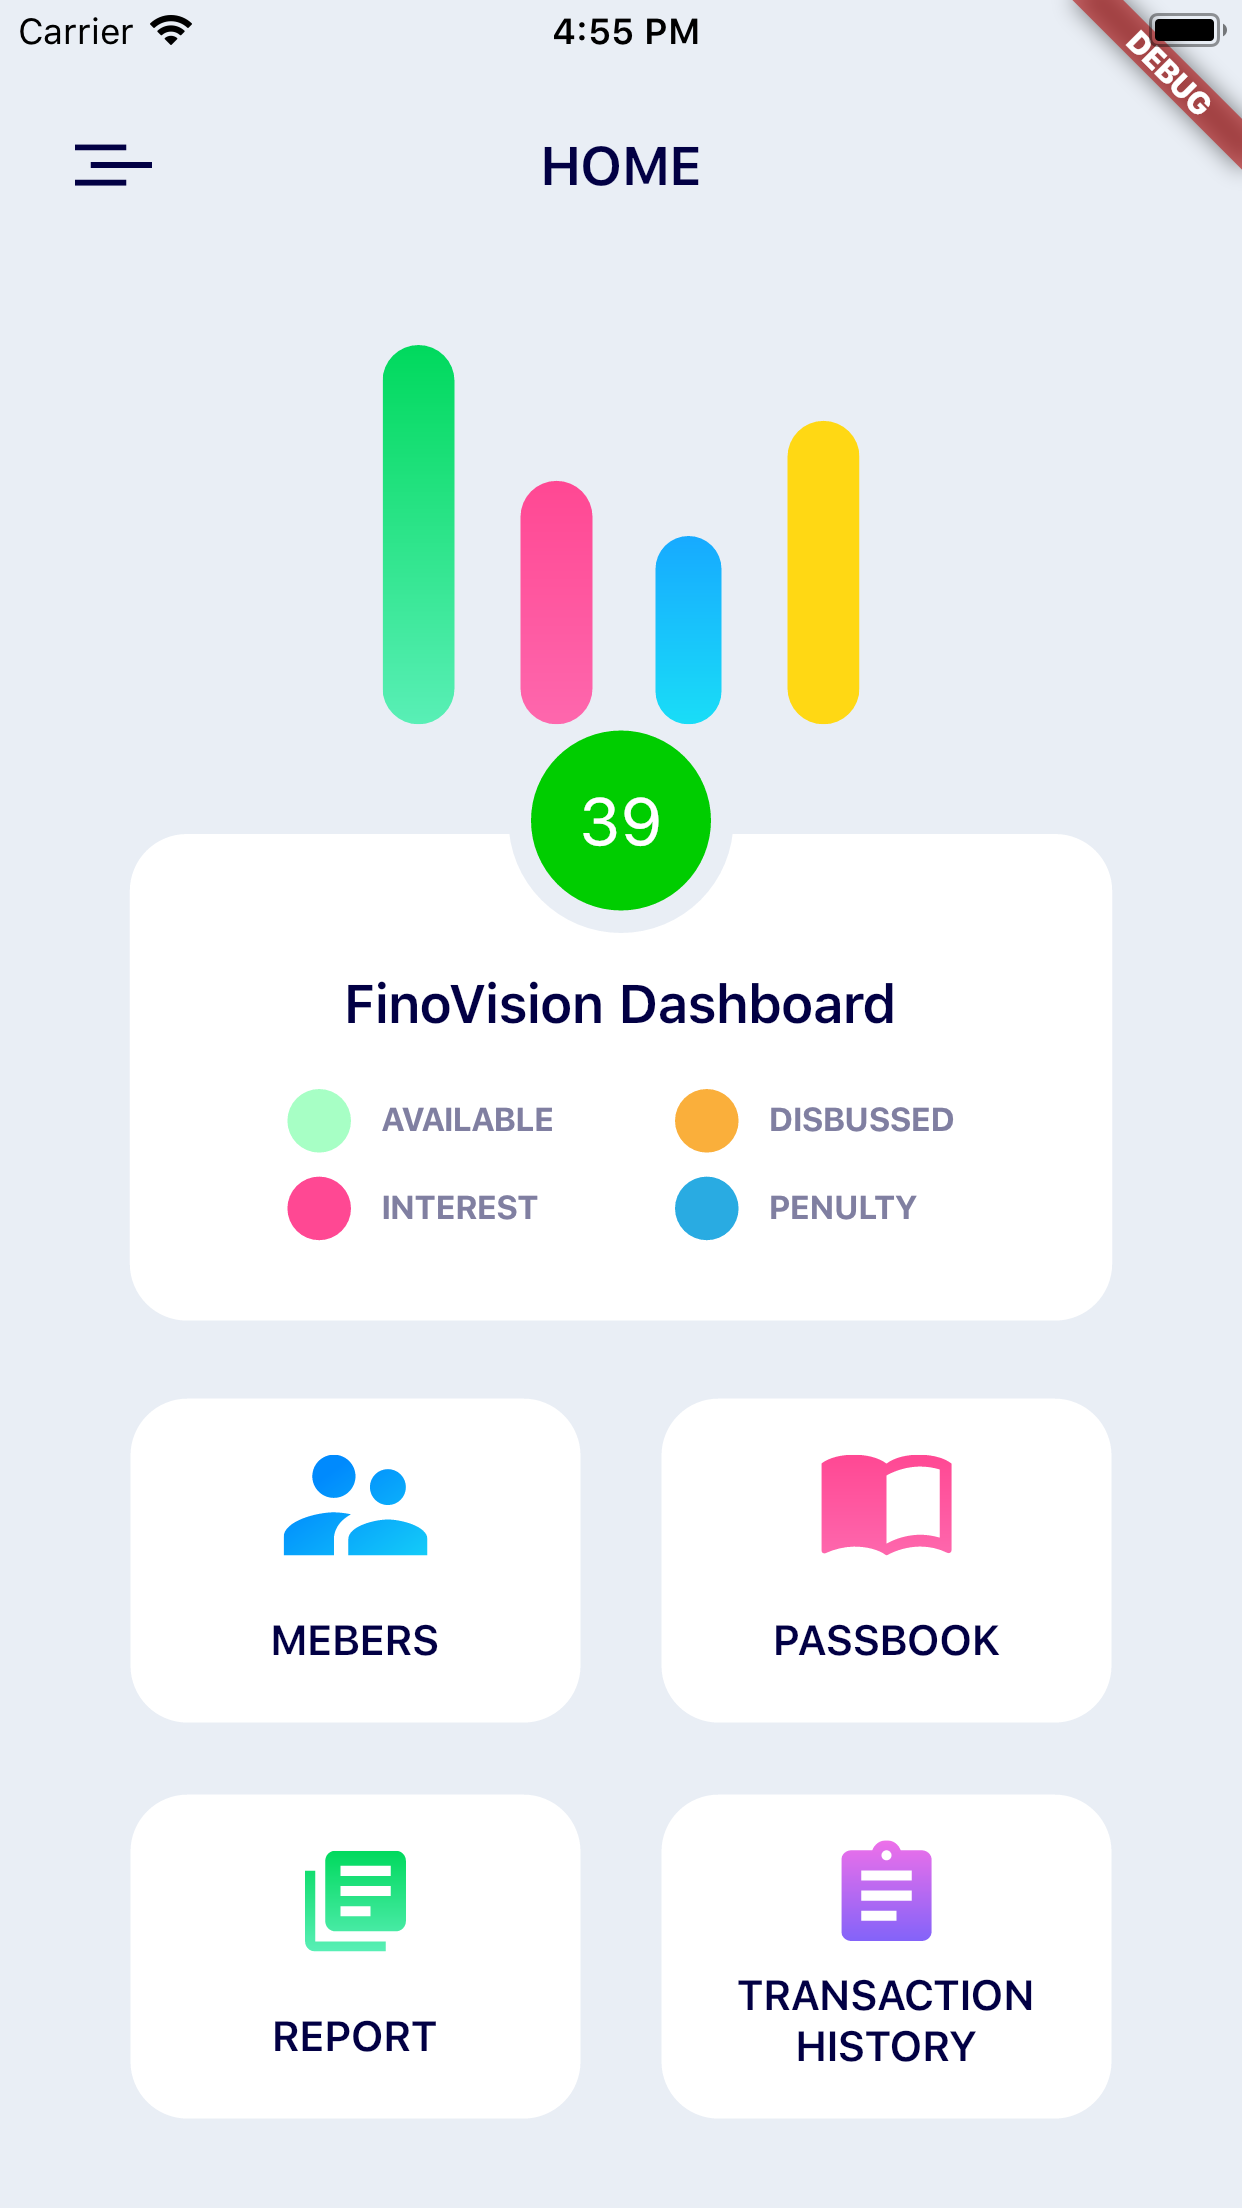 Carrier 4:55 PM
DEBUG
HOME
39
FinoVision Dashboard
AVAILABLE DISBUSSED
INTEREST PENULTY
MEBERS PASSBOOK
REPORT
TRANSACTION
HISTORY